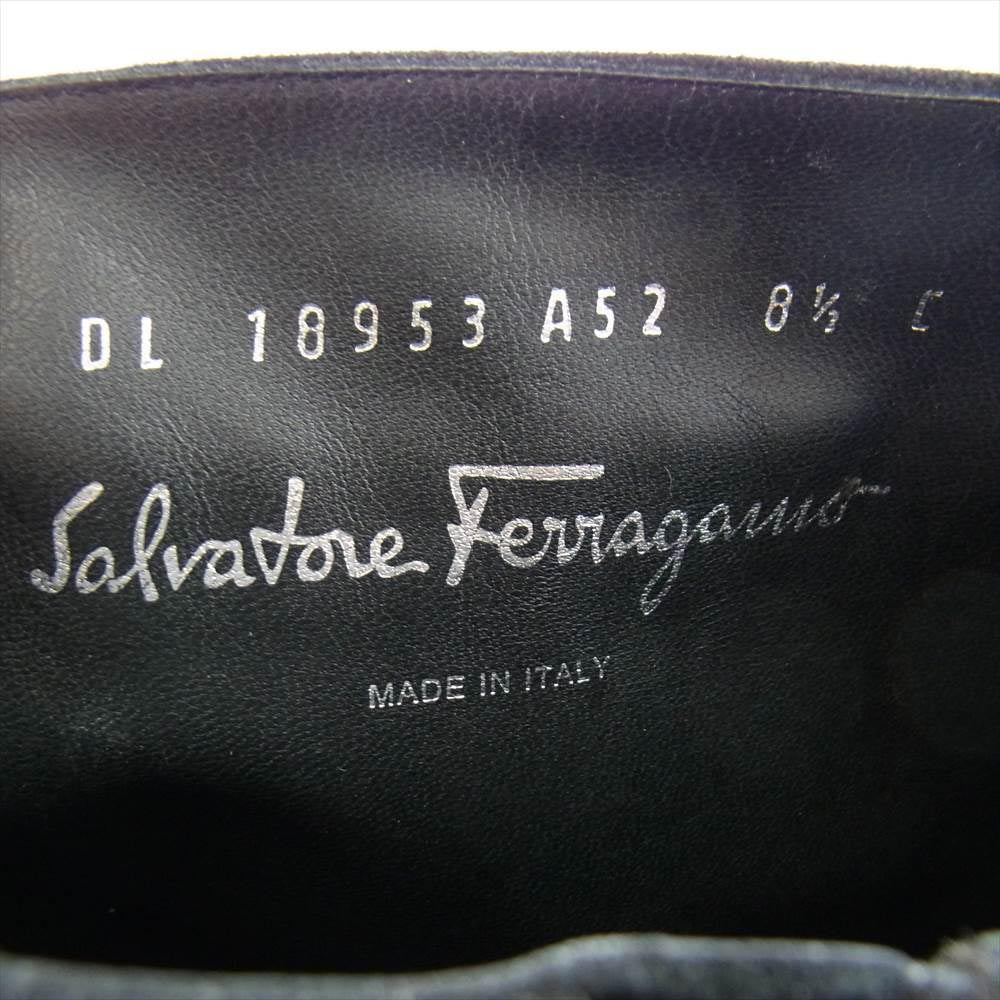 DL 18953 A52 8½ C
Salvatore Ferragamo
MADE IN ITALY